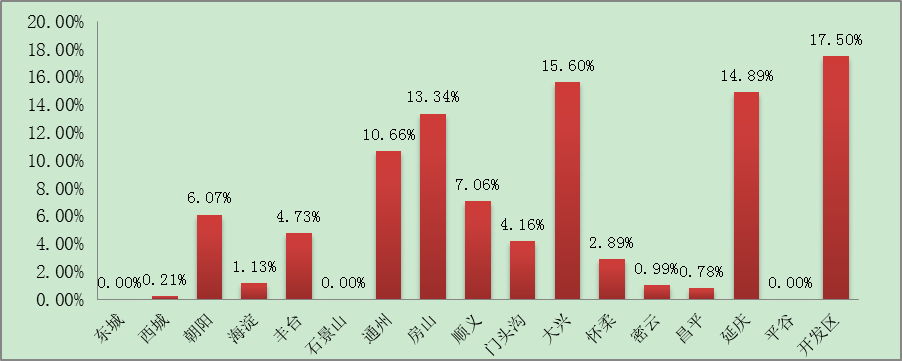 20.00%
18.00%
16.00%
14.00%
12.00%
10.00%
8.00%
6.00%
4.00%
2.00%
0.00%
0.00%
0.21%
6.07%
1.13%
4.73%
0.00%
10.66%
13.34%
7.06%
4.16%
15.60%
2.89%
0.99%
0.78%
14.89%
0.00%
17.50%
东城
西城
朝阳
海淀
丰台
石景山
通州
房山
顺义
门头沟
大兴
怀柔
密云
昌平
延庆
平谷
开发区